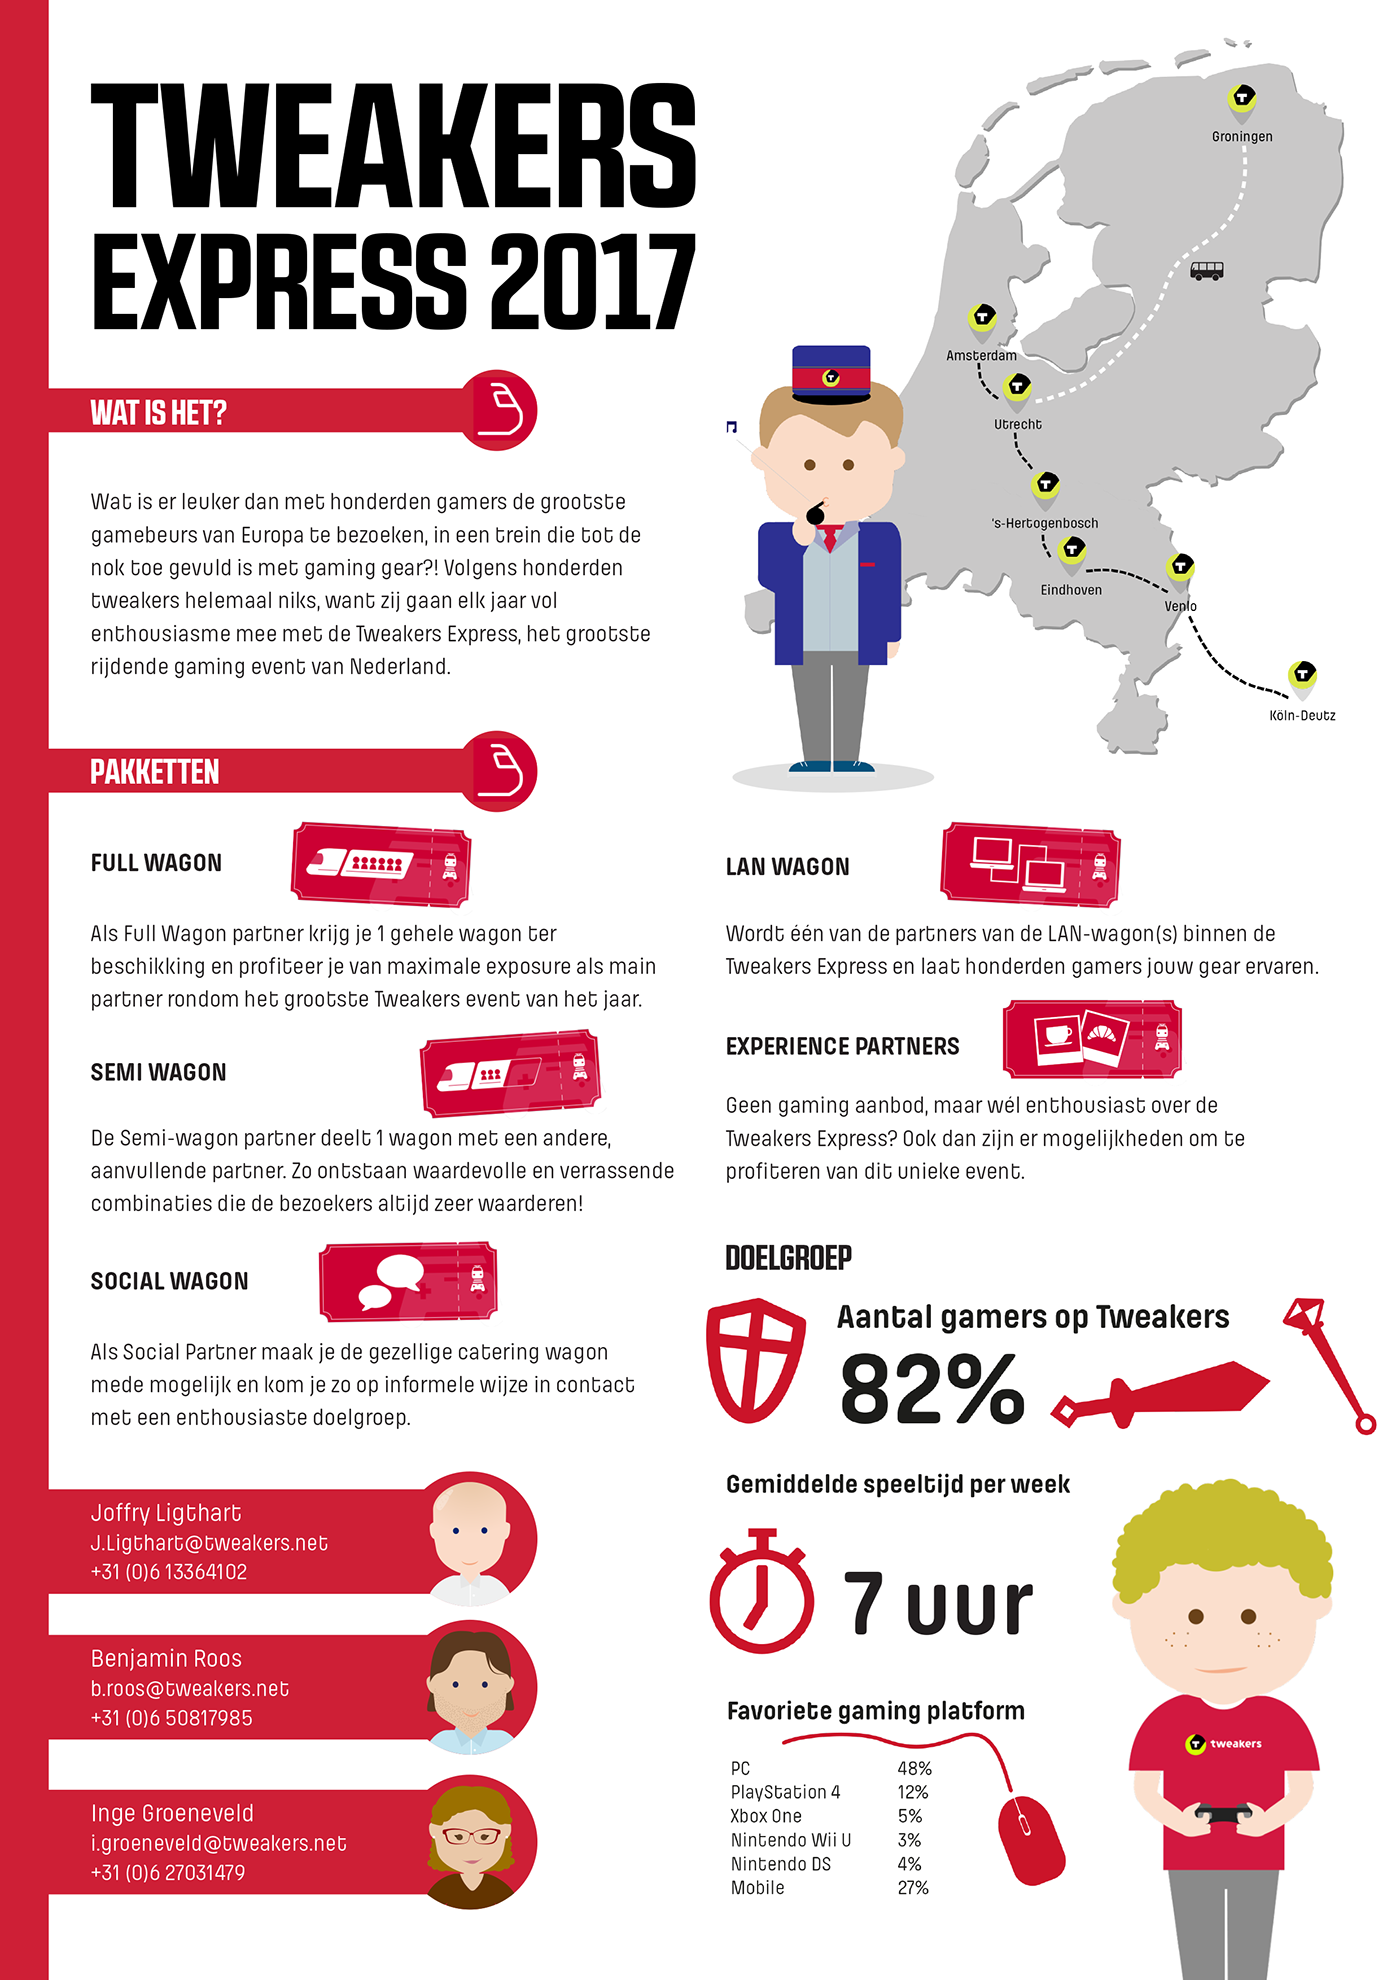 TWEAKERS
EXPRESS 2017
WAT IS HET?
Wat is er leuker dan met honderden gamers de grootste
gamebeurs van Europa te bezoeken, in een trein die tot de
nok toe gevuld is met gaming gear?! Volgens honderden
tweakers helemaal niks, want zij gaan elk jaar vol
enthousiasme mee met de Tweakers Express, het grootste
rijdende gaming event van Nederland.
Groningen
Amsterdam
Utrecht
's-Hertogenbosch
Eindhoven
Venlo
Köln-Deutz
PAKKETTEN
FULL WAGON
Als Full Wagon partner krijg je 1 gehele wagon ter
beschikking en profiteer je van maximale exposure als main
partner rondom het grootste Tweakers event van het jaar.
SEMI WAGON
De Semi-wagon partner deelt 1 wagon met een andere,
aanvullende partner. Zo ontstaan waardevolle en verrassende
combinaties die de bezoekers altijd zeer waarderen!
SOCIAL WAGON
Als Social Partner maak je de gezellige catering wagon
mede mogelijk en kom je zo op informele wijze in contact
met een enthousiaste doelgroep.
LAN WAGON
Wordt één van de partners van de LAN-wagon(s) binnen de
Tweakers Express en laat honderden gamers jouw gear ervaren.
EXPERIENCE PARTNERS
Geen gaming aanbod, maar wél enthousiast over de
Tweakers Express? Ook dan zijn er mogelijkheden om te
profiteren van dit unieke event.
DOELGROEP
Aantal gamers op Tweakers
82%
Gemiddelde speeltijd per week
7 uur
Favoriete gaming platform
PC 48%
PlayStation 4 12%
Xbox One 5%
Nintendo Wii U 3%
Nintendo DS 4%
Mobile 27%
tweakers
Joffry Ligthart
J.Ligthart@tweakers.net
+31 (0)6 13364102
Benjamin Roos
b.roos@tweakers.net
+31 (0)6 50817985
Inge Groeneveld
i.groeneveld@tweakers.net
+31 (0)6 27031479